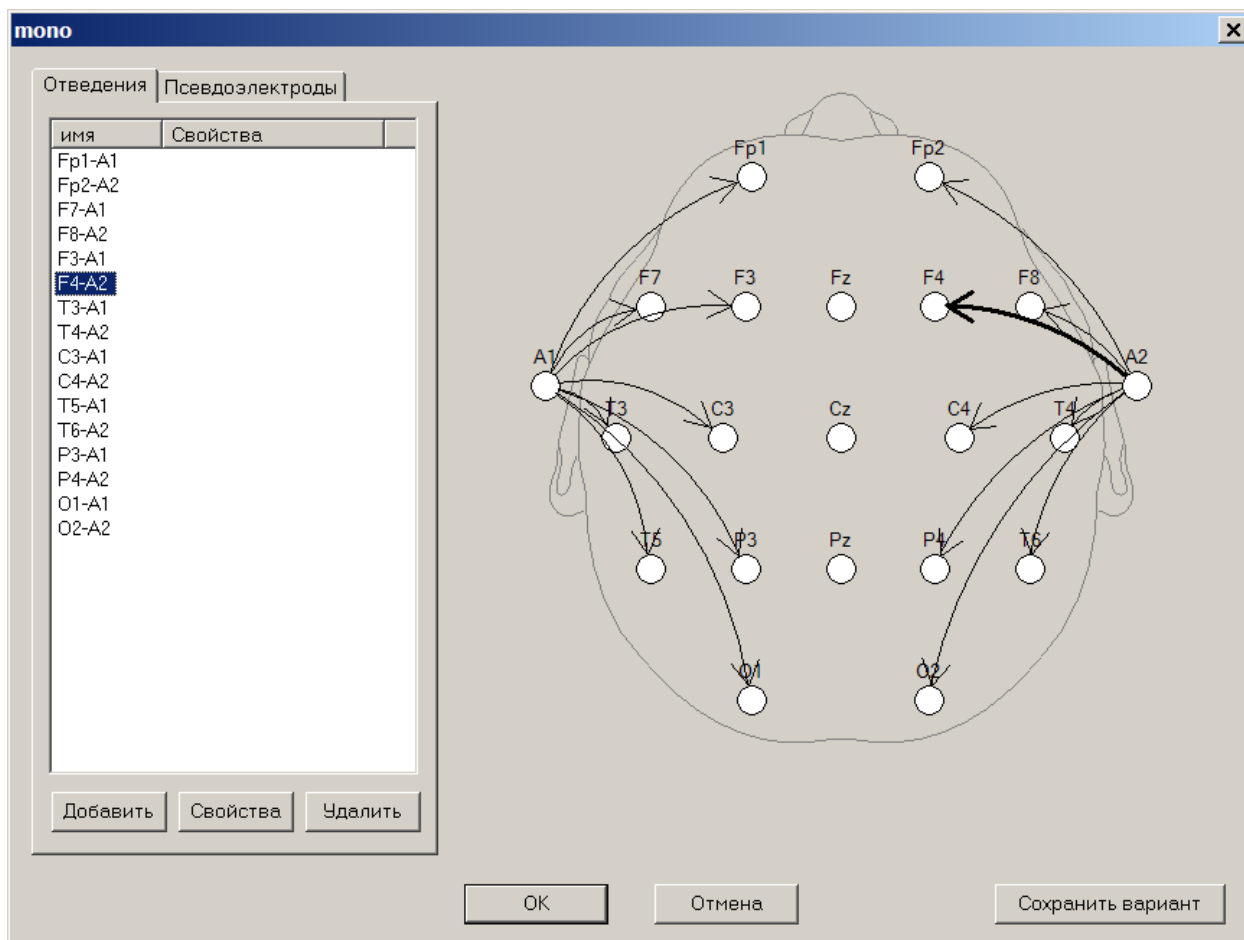 mono
Отведения Псевдоэлектроды
имя Свойства
Fp1-A1
Fp2-A2
F7-A1
F8-A2
F3-A1
F4-A2
T3-A1
T4-A2
C3-A1
C4-A2
T5-A1
T6-A2
P3-A1
P4-A2
O1-A1
O2-A2
Добавить Свойства Удалить
Fp1 Fp2
F7 F3 Fz F4 F8
A1 A2
T3 C3 Cz C4 T4
T5 P3 Pz P4 T6
O1 O2
OK Отмена Сохранить вариант